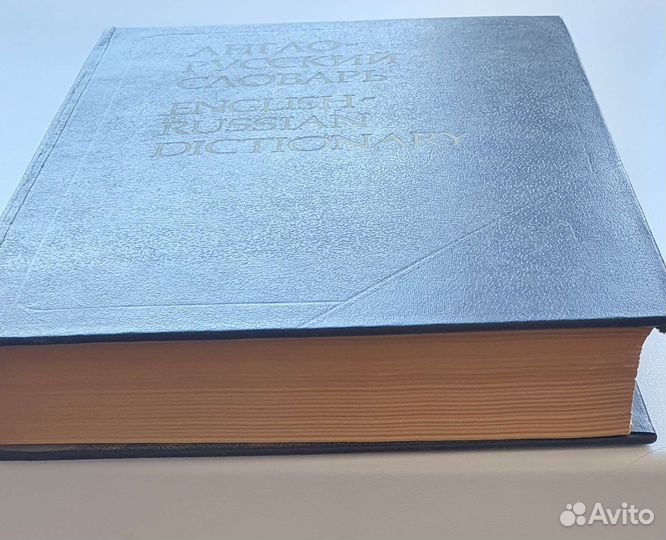 АНГЛО-
РУССКИЙ
СЛОВАРЬ
ENGLISH-
RUSSIAN
DICTIONARY
Avito